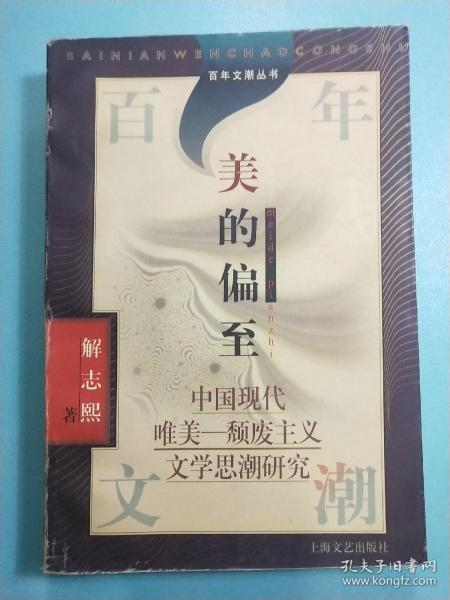 BAINIANWENCHAOCONGSHU
百年文潮丛书
百 年
美的偏至
meide pianzhi
解志熙
著
中国现代
唯美—颓废主义
文学思潮研究
文 潮
上海文艺出版社
孔夫子旧书网
www.kongfz.com